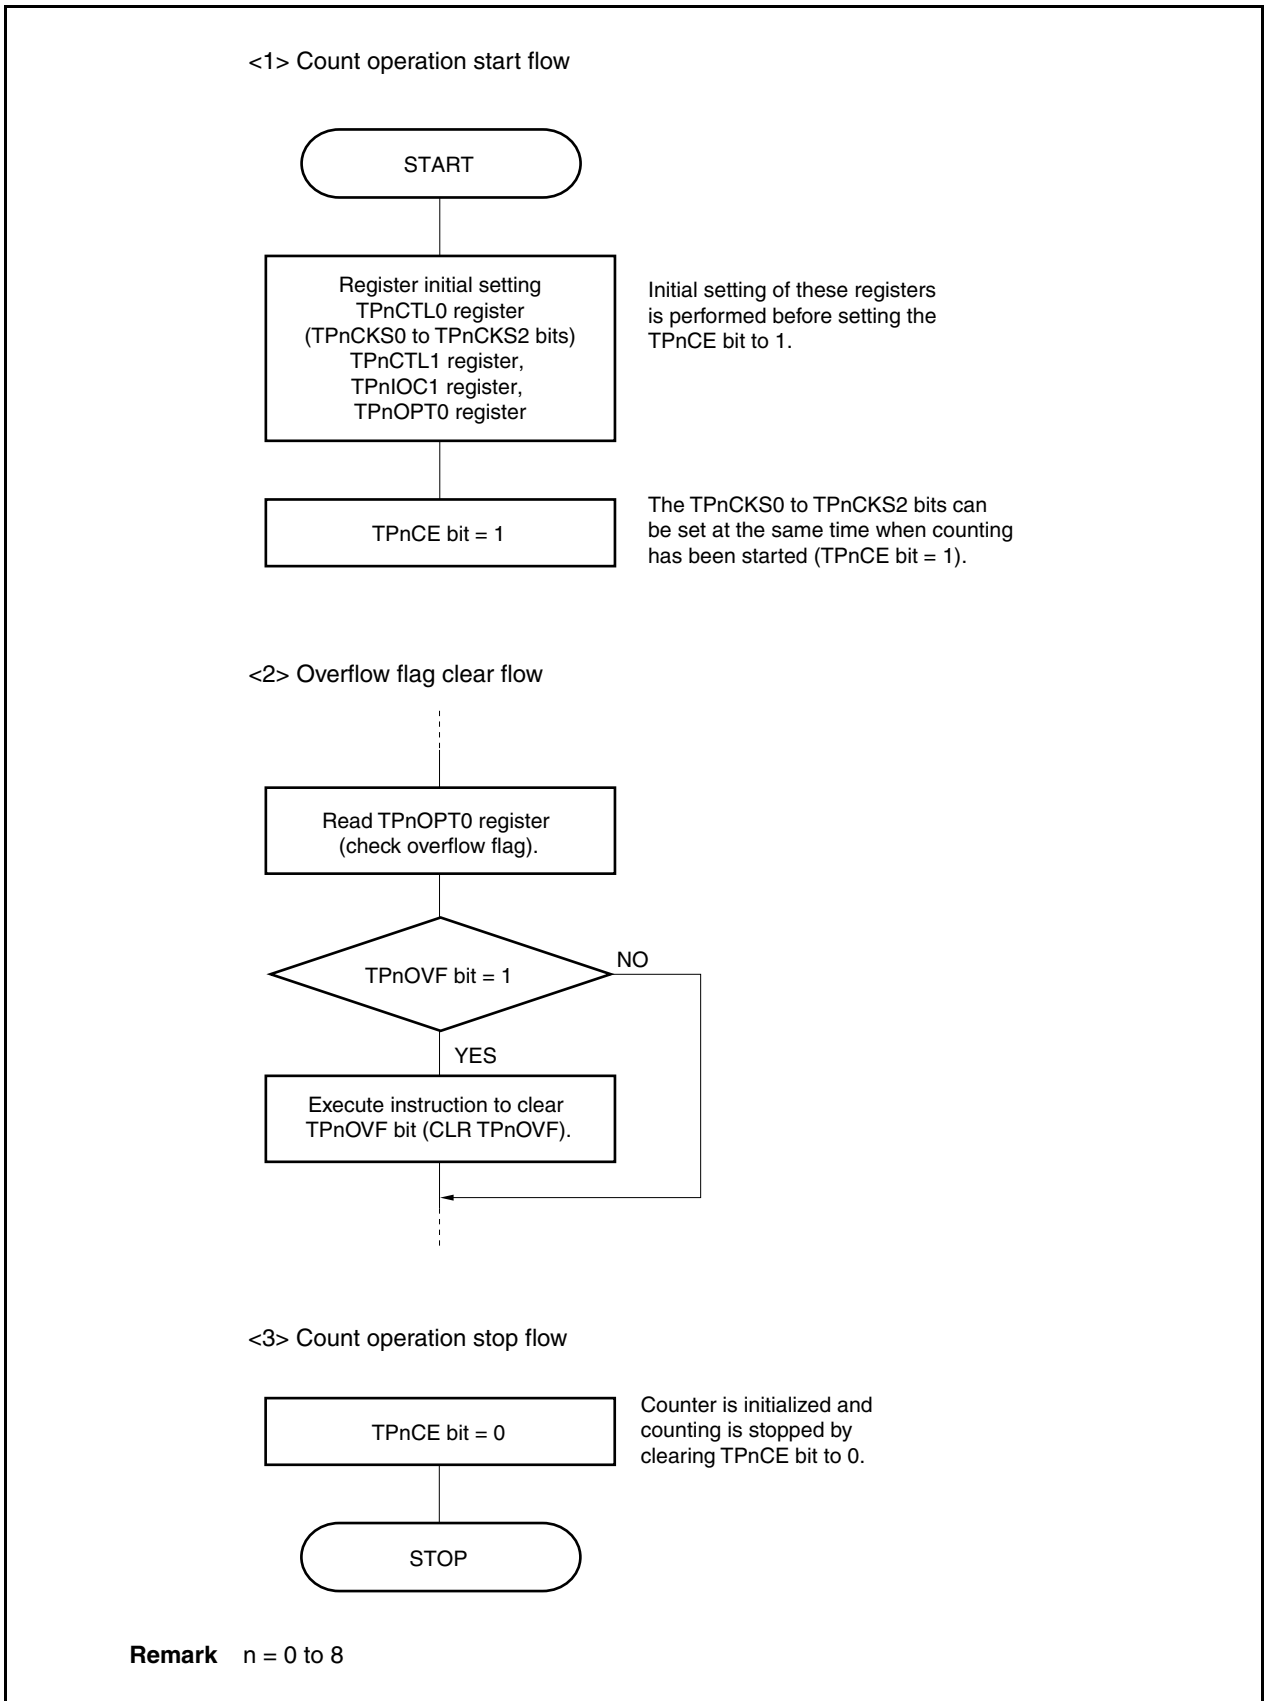 <1> Count operation start flow
START
Register initial setting
TPnCTL0 register
(TPnCKS0 to TPnCKS2 bits)
TPnCTL1 register,
TPnIOC1 register,
TPnOPT0 register
Initial setting of these registers
is performed before setting the
TPnCE bit to 1.
TPnCE bit = 1
The TPnCKS0 to TPnCKS2 bits can
be set at the same time when counting
has been started (TPnCE bit = 1).
<2> Overflow flag clear flow
Read TPnOPT0 register
(check overflow flag).
TPnOVF bit = 1
NO
YES
Execute instruction to clear
TPnOVF bit (CLR TPnOVF).
<3> Count operation stop flow
TPnCE bit = 0
Counter is initialized and
counting is stopped by
clearing TPnCE bit to 0.
STOP
Remark n = 0 to 8